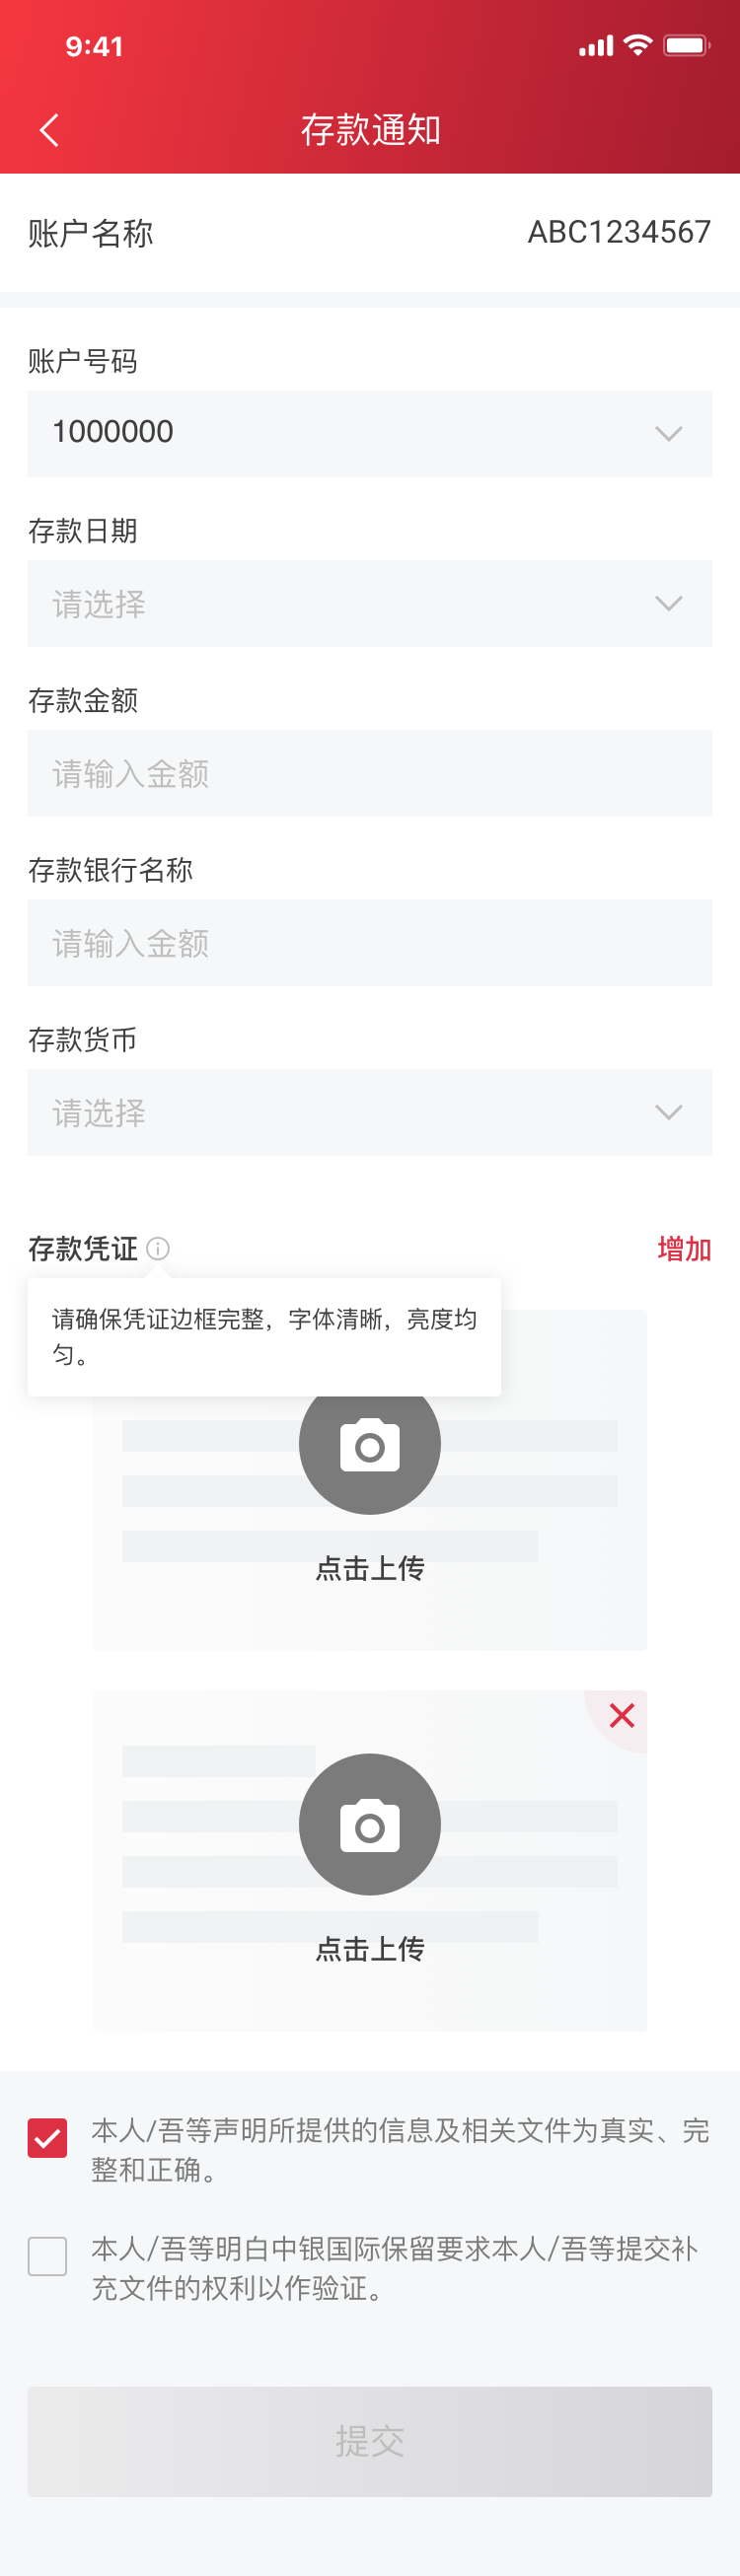 9:41
存款通知
账户名称
ABC1234567
账户号码
1000000
存款日期
请选择
存款金额
请输入金额
存款银行名称
请输入金额
存款货币
请选择
存款凭证
增加
请确保凭证边框完整，字体清晰，亮度均
匀。
点击上传
点击上传
本人/吾等声明所提供的信息及相关文件为真实、完
整和正确。
本人/吾等明白中银国际保留要求本人/吾等提交补
充文件的权利以作验证。
提交